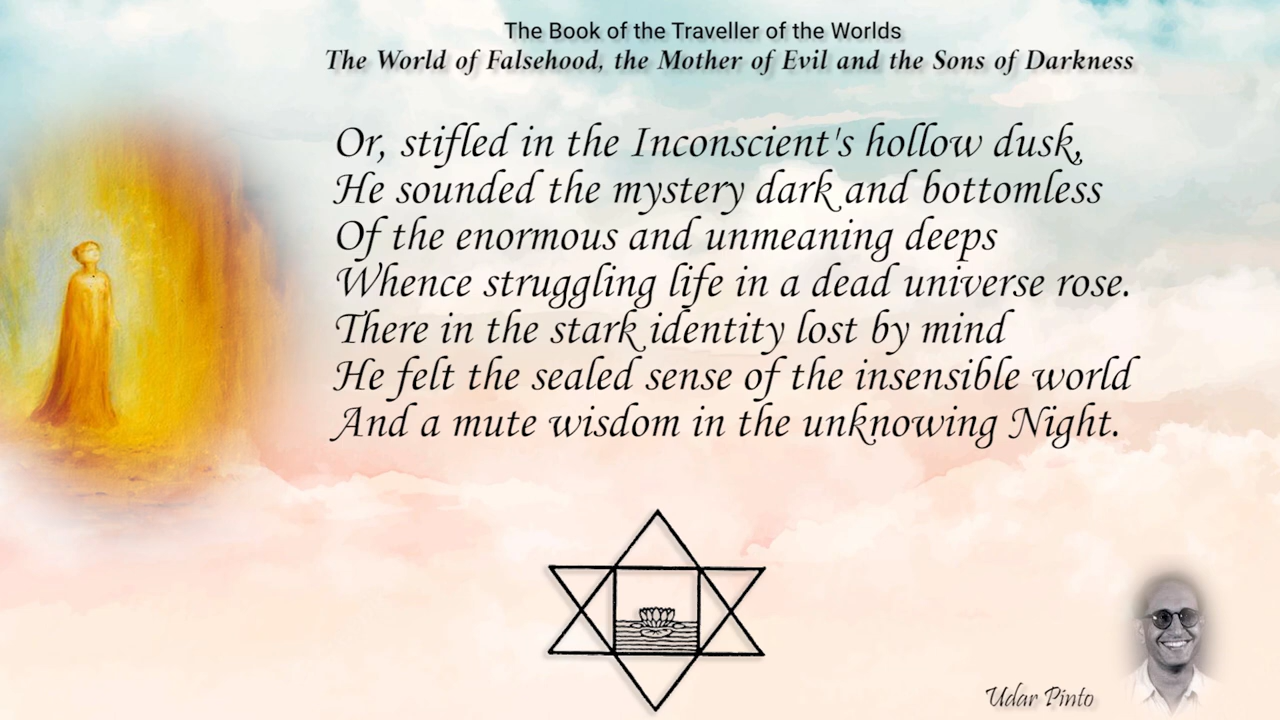 The Book of the Traveller of the Worlds
The World of Falsehood, the Mother of Evil and the Sons of Darkness
Or, stifled in the Inconscient's hollow dusk,
He sounded the mystery dark and bottomless
Of the enormous and unmeaning deeps
Whence struggling life in a dead universe rose.
There in the stark identity lost by mind
He felt the sealed sense of the insensible world
And a mute wisdom in the unknowing Night.
Udar Pinto